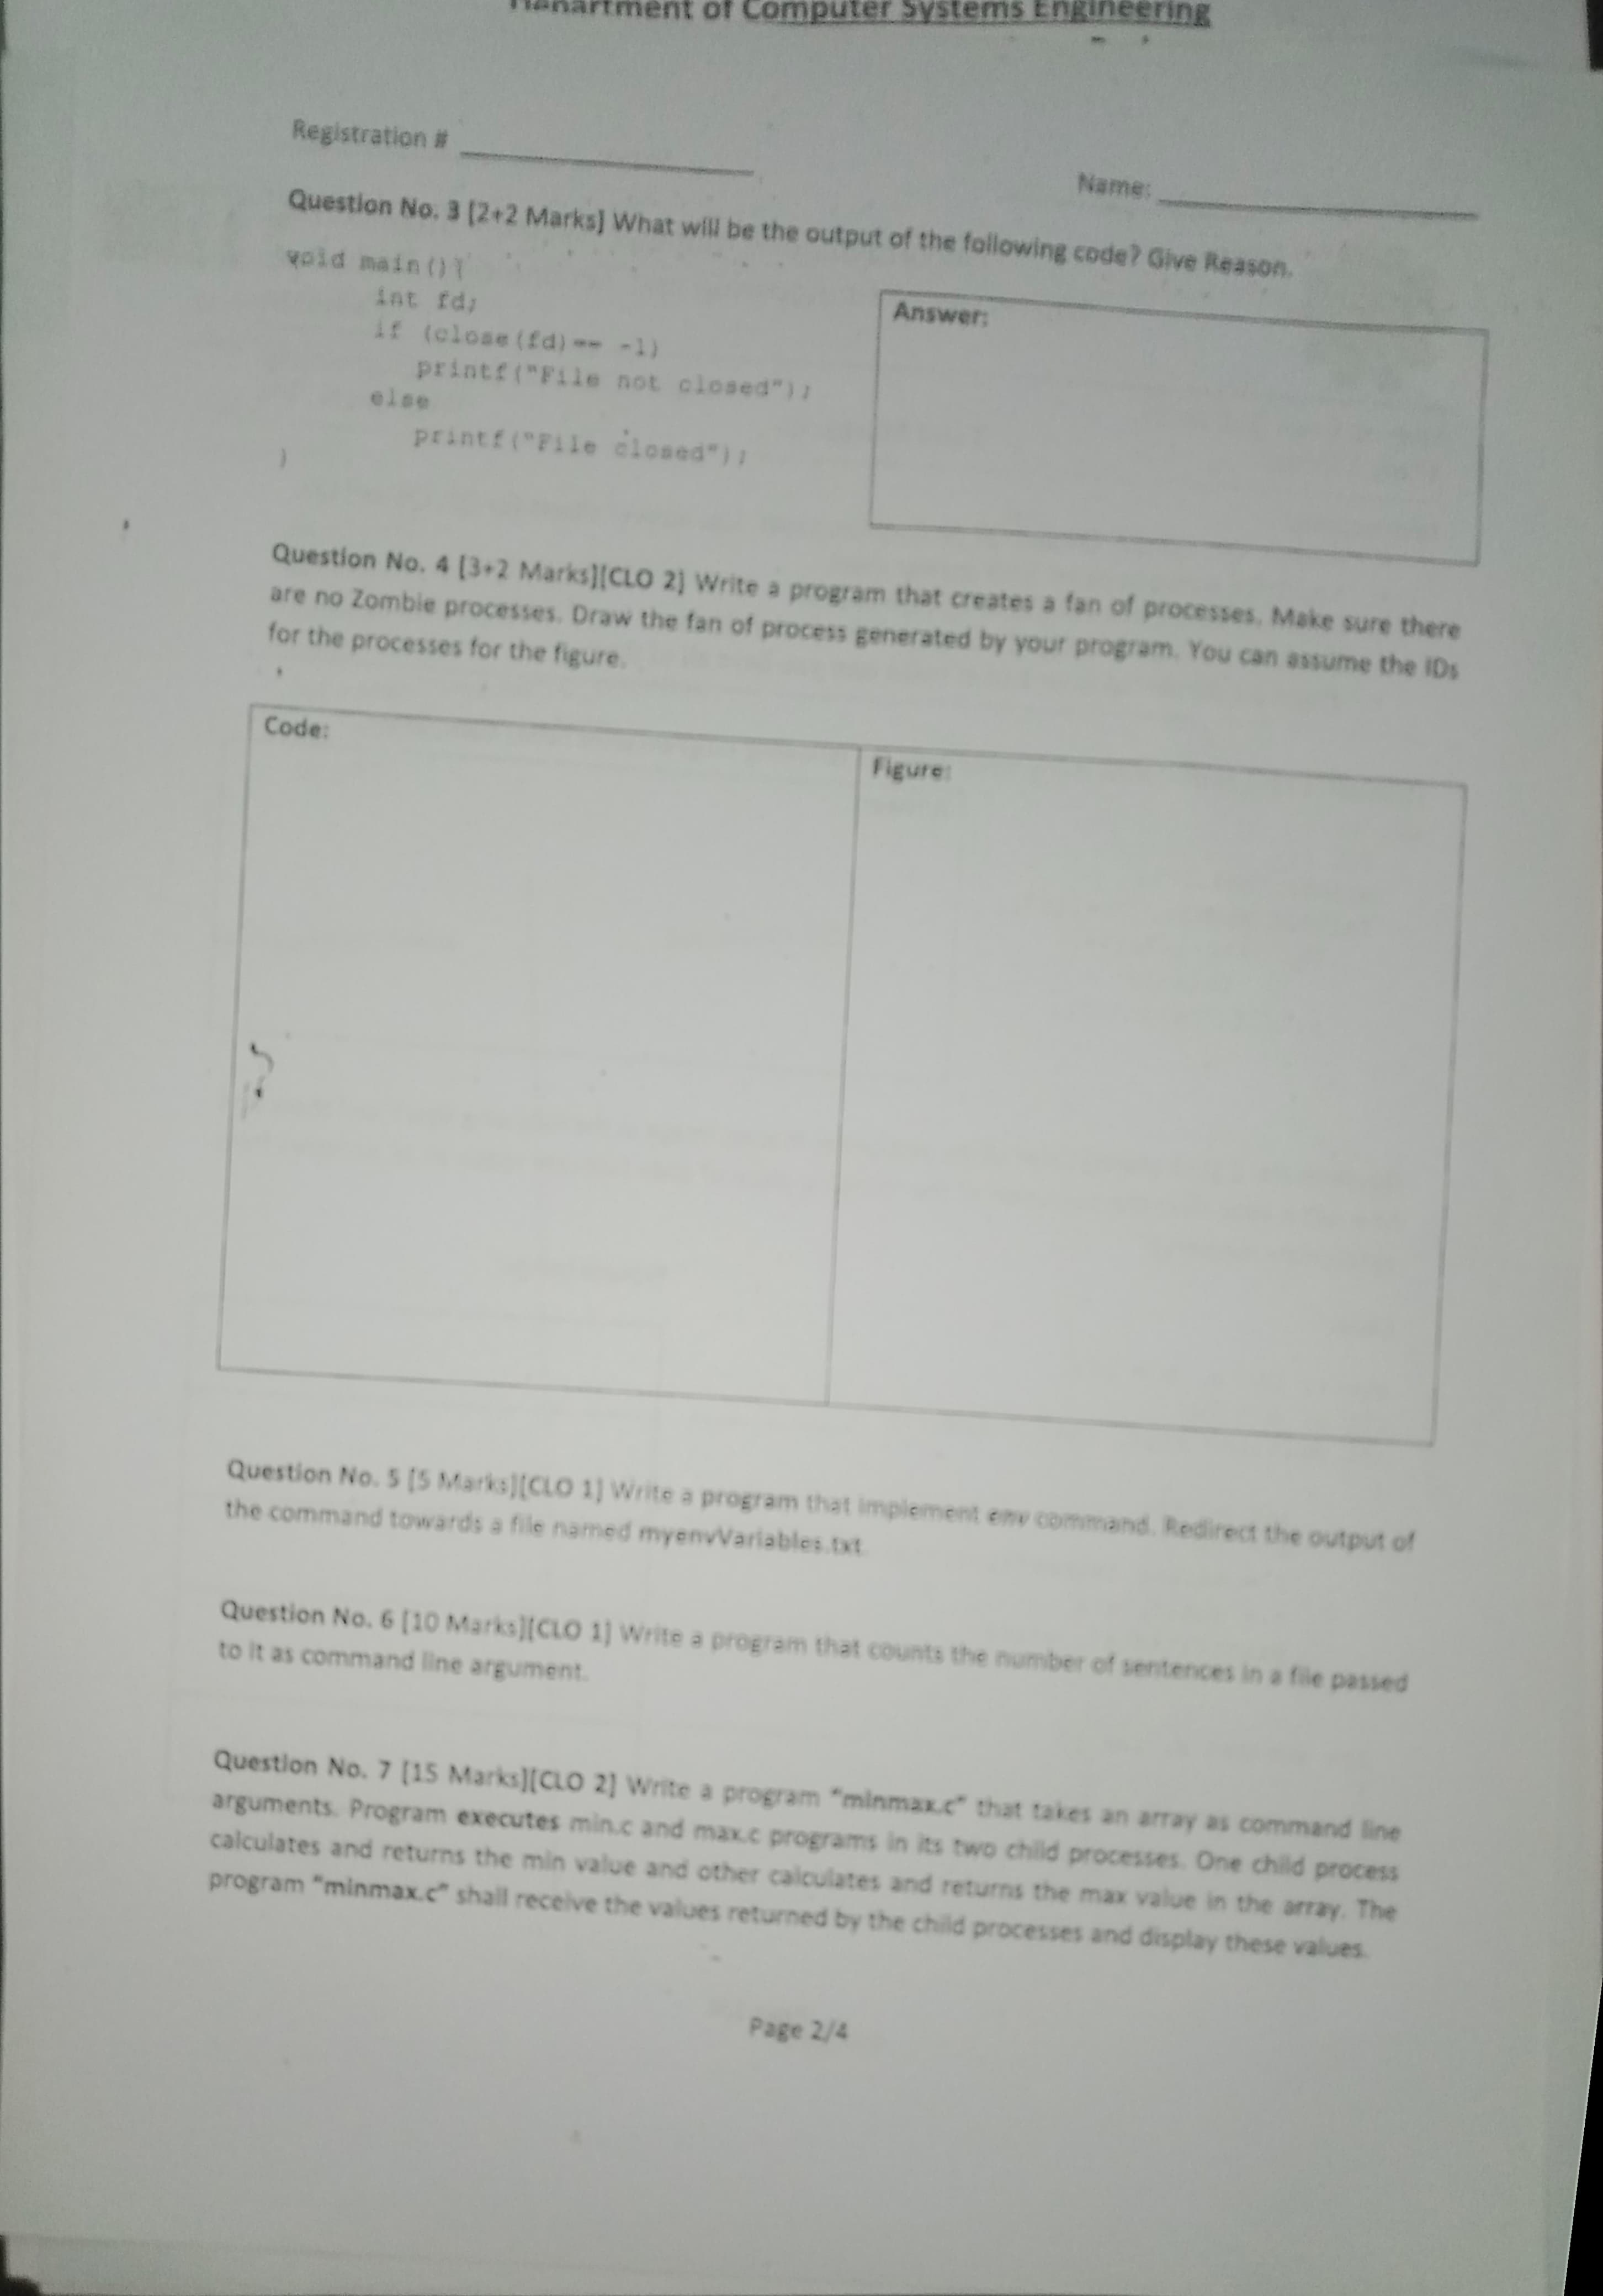 of Computer Systems Engineering
Registration #
Name:
Question No. 3 [2+2 Marks] What will be the output of the following code? Give Reason.
void main(){
int fd;
if (close(fd)== -1)
printf("File not closed");
else
printf("File closed");
}
Answer:
Question No. 4 [3+2 Marks][CLO 2] Write a program that creates a fan of processes. Make sure there
are no Zombie processes. Draw the fan of process generated by your program. You can assume the IDs
for the processes for the figure.
Code:
Figure:
Question No. 5 [5 Marks][CLO 1] Write a program that implement env command. Redirect the output of
the command towards a file named myenvVariables.txt.
Question No. 6 [10 Marks][CLO 1] Write a program that counts the number of sentences in a file passed
to it as command line argument.
Question No. 7 [15 Marks][CLO 2] Write a program "minmax.c" that takes an array as command line
arguments. Program executes min.c and max.c programs in its two child processes. One child process
calculates and returns the min value and other calculates and returns the max value in the array. The
program "minmax.c" shall receive the values returned by the child processes and display these values.
Page 2/4